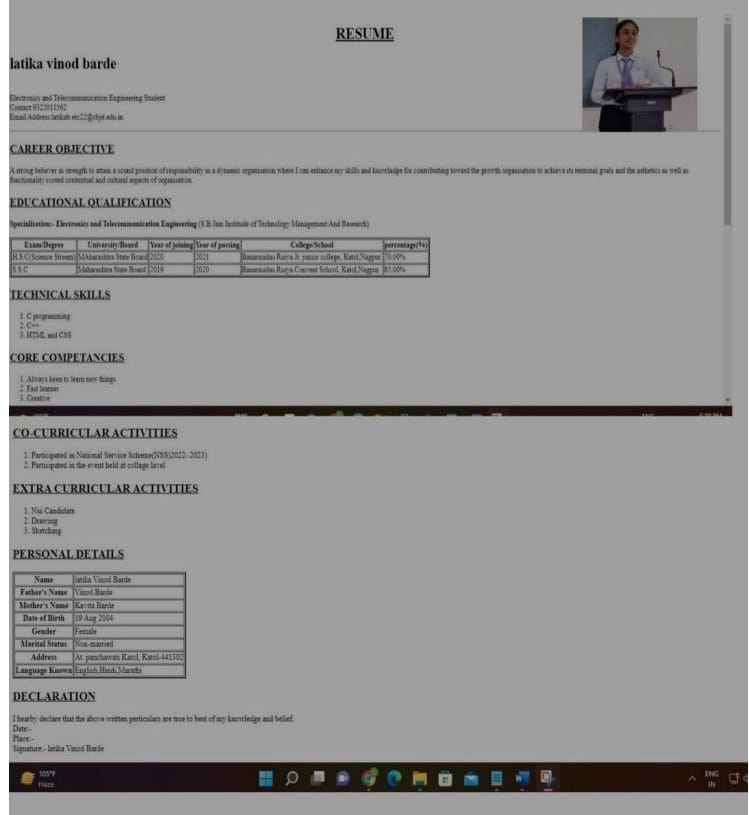 RESUME
latika vinod barde
Electronics and Telecommunication Engineering Student
Contact:9322011562
Email Address:latikab.etc22@sbjit.edu.in
CAREER OBJECTIVE
A strong believer in strength to attain a sound position of responsibility in a dynamic organisation where I can enhance my skills and knowladge for contributing toward the growth organisation to achieve its terminal goals and the asthetics as well as
functionality rooted contextual and cultural aspects of organisation.
EDUCATIONAL QUALIFICATION
Specialization:- Electronics and Telecommunication Engineering (S.B.Jain Institude of Technology Management And Research)
Exam/Degree University/Board Year of joining Year of passing College/School percentage(%)
H.S.C(Science Stream) MAharashtra State Board 2020 2021 Banarasidas Ruiya Jr. junior college, Katol,Nagpur 70.00%
S.S.C Maharashtra State Board 2019 2020 Banarasidas Ruiya Convent School, Katol,Nagpur 85.00%
TECHNICAL SKILLS
1. C programming
2. C++
3. HTML and CSS
CORE COMPETANCIES
1. Always keen to learn new things
2. Fast learner
3. Creative
CO-CURRICULAR ACTIVITIES
1. Participated in National Service Scheme(NSS)(2022- 2023)
2. Participated in the event held at collage lavel
EXTRA CURRICULAR ACTIVITIES
1. Nss Candidate
2. Drawing
3. Sketching
PERSONAL DETAILS
Name latika Vinod Barde
Father's Name Vinod Barde
Mother's Name Kavita Barde
Date of Birth 19 Aug 2004
Gender Female
Marital Status Non-married
Address At. panchawati Katol, Katol-441302
Language Known English,Hindi,Marathi
DECLARATION
I hearby declare that the above written perticulars are true to best of my knowledge and belief.
Date:-
Place:-
Signature:- latika Vinod Barde
105°F
Haze
ENG
IN